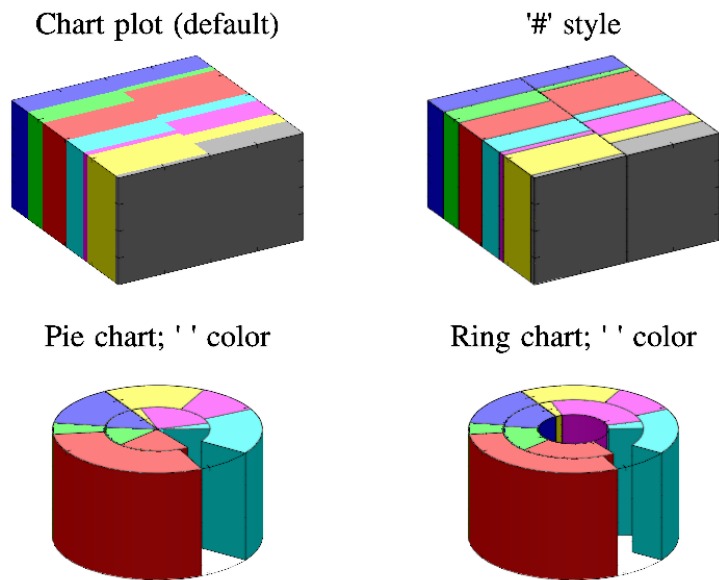 Chart plot (default)
'#' style
Pie chart; ' ' color
Ring chart; ' ' color